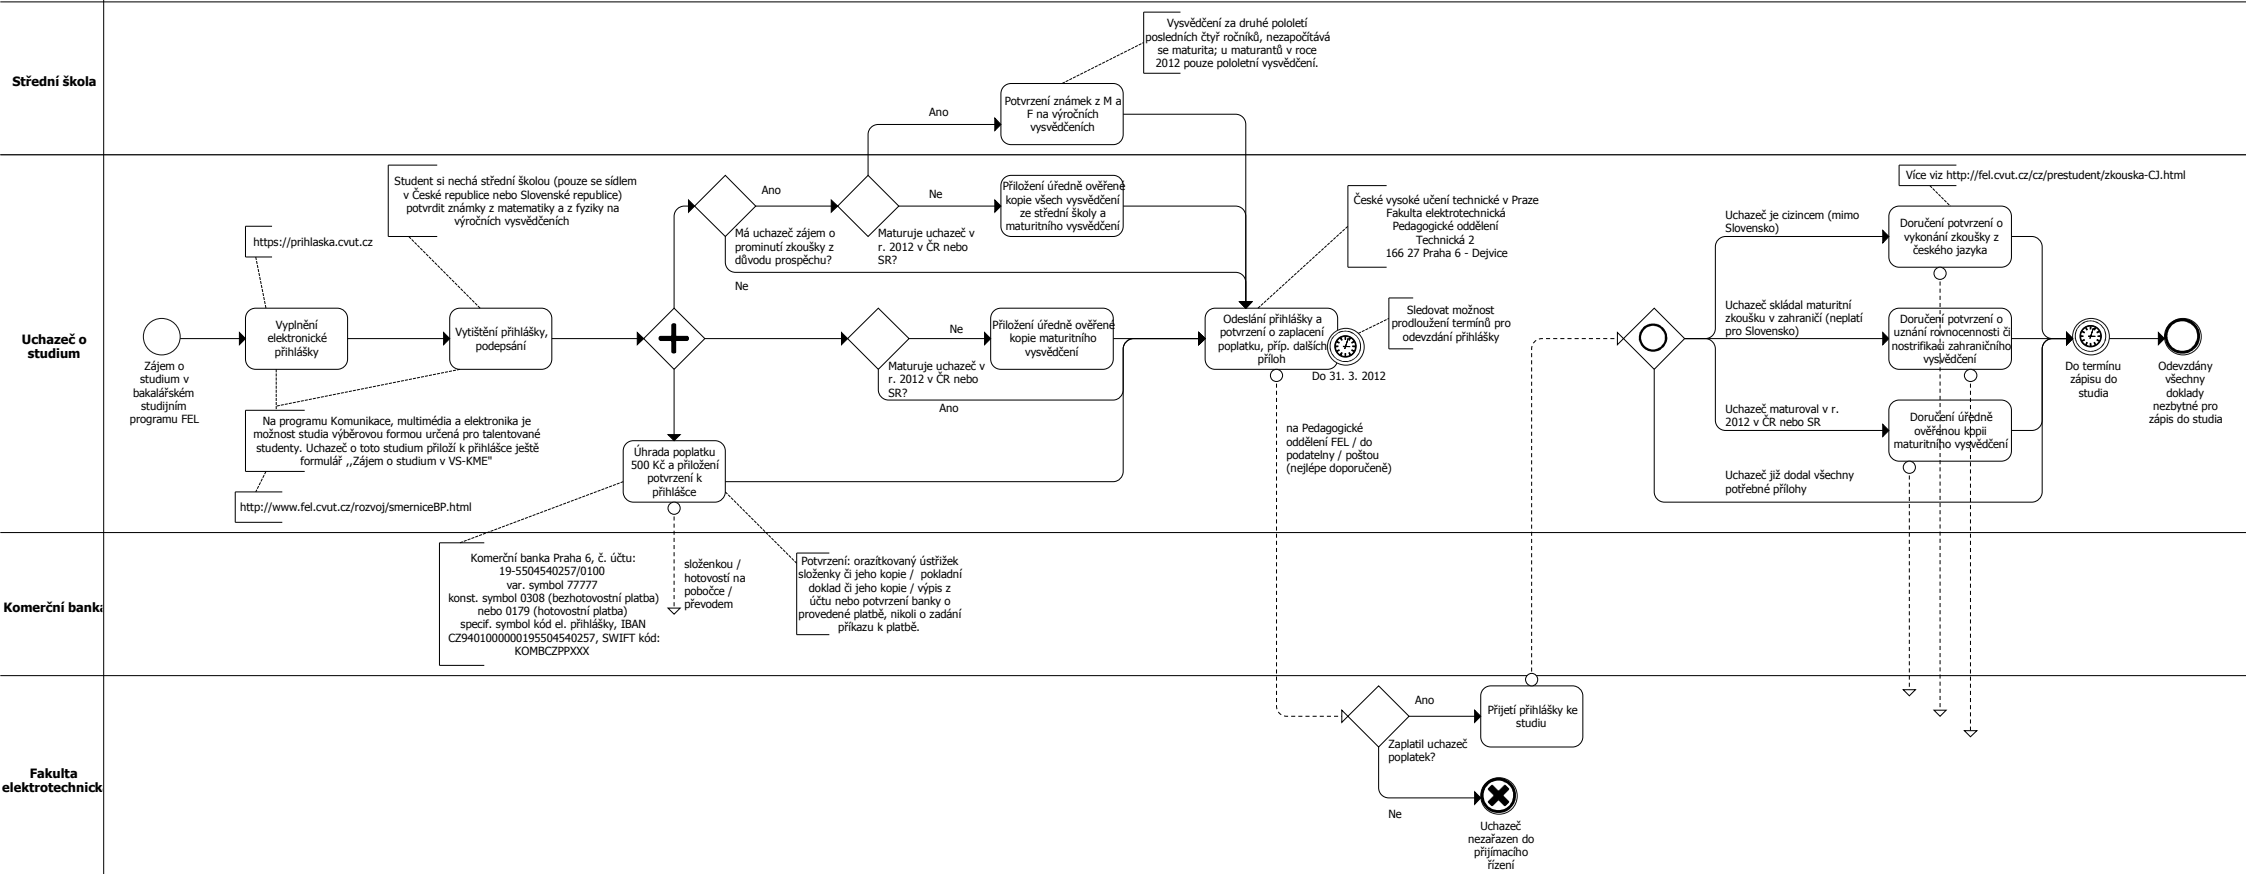 Střední škola
Vysvědčení za druhé pololetí
posledních čtyř ročníků, nezapočítává
se maturita; u maturantů v roce
2012 pouze pololetní vysvědčení.
Potvrzení známek z M a
F na výročních
vysvědčeních
Ano
Uchazeč o
studium
Zájem o
studium v
bakalářském
studijním
programu FEL
https://prihlaska.cvut.cz
Vyplnění
elektronické
přihlášky
Student si nechá střední školou (pouze se sídlem
v České republice nebo Slovenské republice)
potvrdit známky z matematiky a z fyziky na
výročních vysvědčeních
Vytištění přihlášky,
podepsání
Na programu Komunikace, multimédia a elektronika je
možnost studia výběrovou formou určená pro talentované
studenty. Uchazeč o toto studium přiloží k přihlášce ještě
formulář ,,Zájem o studium v VS-KME"
http://www.fel.cvut.cz/rozvoj/smerniceBP.html
Má uchazeč zájem o
prominutí zkoušky z
důvodu prospěchu?
Ano
Ne
Maturuje uchazeč v
r. 2012 v ČR nebo
SR?
Ne
Přiložení úředně ověřené
kopie všech vysvědčení
ze střední školy a
maturitního vysvědčení
Maturuje uchazeč v
r. 2012 v ČR nebo
SR?
Ne
Ano
Přiložení úředně ověřené
kopie maturitního
vysvědčení
Úhrada poplatku
500 Kč a přiložení
potvrzení k
přihlášce
České vysoké učení technické v Praze
Fakulta elektrotechnická
Pedagogické oddělení
Technická 2
166 27 Praha 6 - Dejvice
Odeslání přihlášky a
potvrzení o zaplacení
poplatku, příp. dalších
příloh
Sledovat možnost
prodloužení termínů pro
odevzdání přihlášky
Do 31. 3. 2012
na Pedagogické
oddělení FEL / do
podatelny / poštou
(nejlépe doporučeně)
Více viz http://fel.cvut.cz/cz/prestudent/zkouska-CJ.html
Uchazeč je cizincem (mimo
Slovensko)
Doručení potvrzení o
vykonání zkoušky z
českého jazyka
Uchazeč skládal maturitní
zkoušku v zahraničí (neplatí
pro Slovensko)
Doručení potvrzení o
uznání rovnocennosti či
nostrifikaci zahraničního
vysvědčení
Uchazeč maturoval v r.
2012 v ČR nebo SR
Doručení úředně
ověřenou kopii
maturitního vysvědčení
Uchazeč již dodal všechny
potřebné přílohy
Do termínu
zápisu do
studia
Odevzdány
všechny
doklady
nezbytné pro
zápis do studia
Komerční banka
Komerční banka Praha 6, č. účtu:
19-5504540257/0100
var. symbol 77777
konst. symbol 0308 (bezhotovostní platba)
nebo 0179 (hotovostní platba)
specif. symbol kód el. přihlášky, IBAN
CZ9401000000195504540257, SWIFT kód:
KOMBCZPPXXX
složenkou /
hotovostí na
pobočce /
převodem
Potvrzení: orazítkovaný ústřižek
složenky či jeho kopie / pokladní
doklad či jeho kopie / výpis z
účtu nebo potvrzení banky o
provedené platbě, nikoli o zadání
příkazu k platbě.
Fakulta
elektrotechnick
Zaplatil uchazeč
poplatek?
Ano
Ne
Přijetí přihlášky ke
studiu
Uchazeč
nezařazen do
přijímacího
řízení